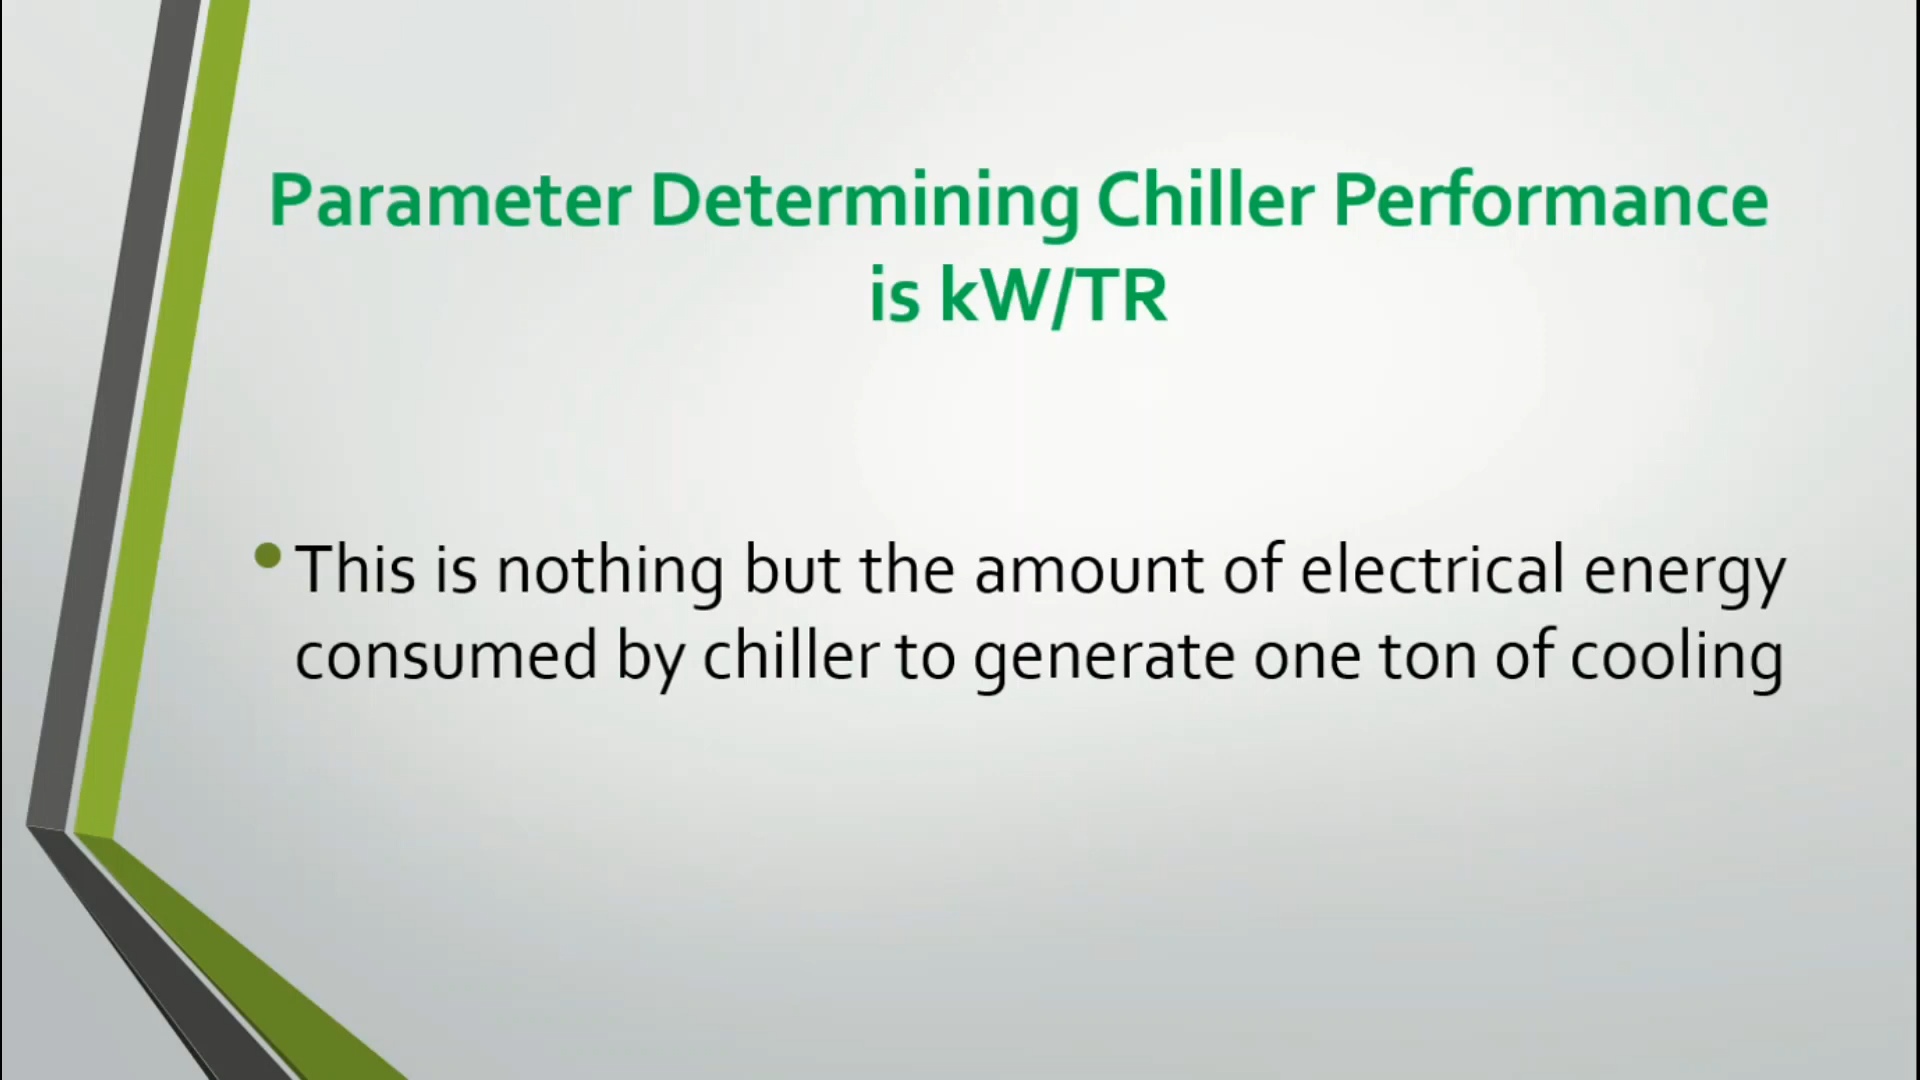 Parameter Determining Chiller Performance
is kW/TR
• This is nothing but the amount of electrical energy
consumed by chiller to generate one ton of cooling